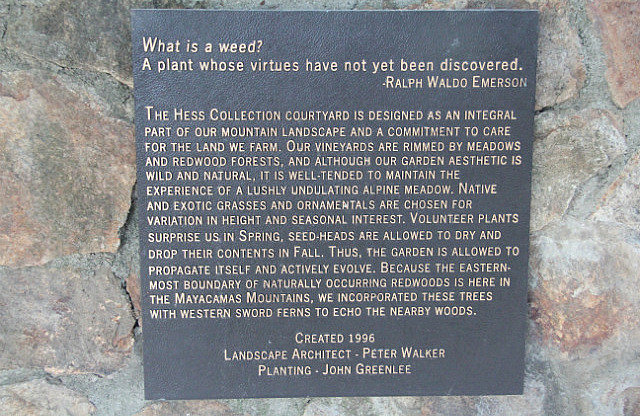 What is a weed?
A plant whose virtues have not yet been discovered.
-Ralph Waldo Emerson
The Hess Collection courtyard is designed as an integral
part of our mountain landscape and a commitment to care
for the land we farm. Our vineyards are rimmed by meadows
and redwood forests, and although our garden aesthetic is
wild and natural, it is well-tended to maintain the
experience of a lushly undulating alpine meadow. Native
and exotic grasses and ornamentals are chosen for
variation in height and seasonal interest. Volunteer plants
surprise us in Spring, seed-heads are allowed to dry and
drop their contents in Fall. Thus, the garden is allowed to
propagate itself and actively evolve. Because the eastern-
most boundary of naturally occurring redwoods is here in
the Mayacamas Mountains, we incorporated these trees
with western sword ferns to echo the nearby woods.
Created 1996
Landscape Architect - Peter Walker
Planting - John Greenlee